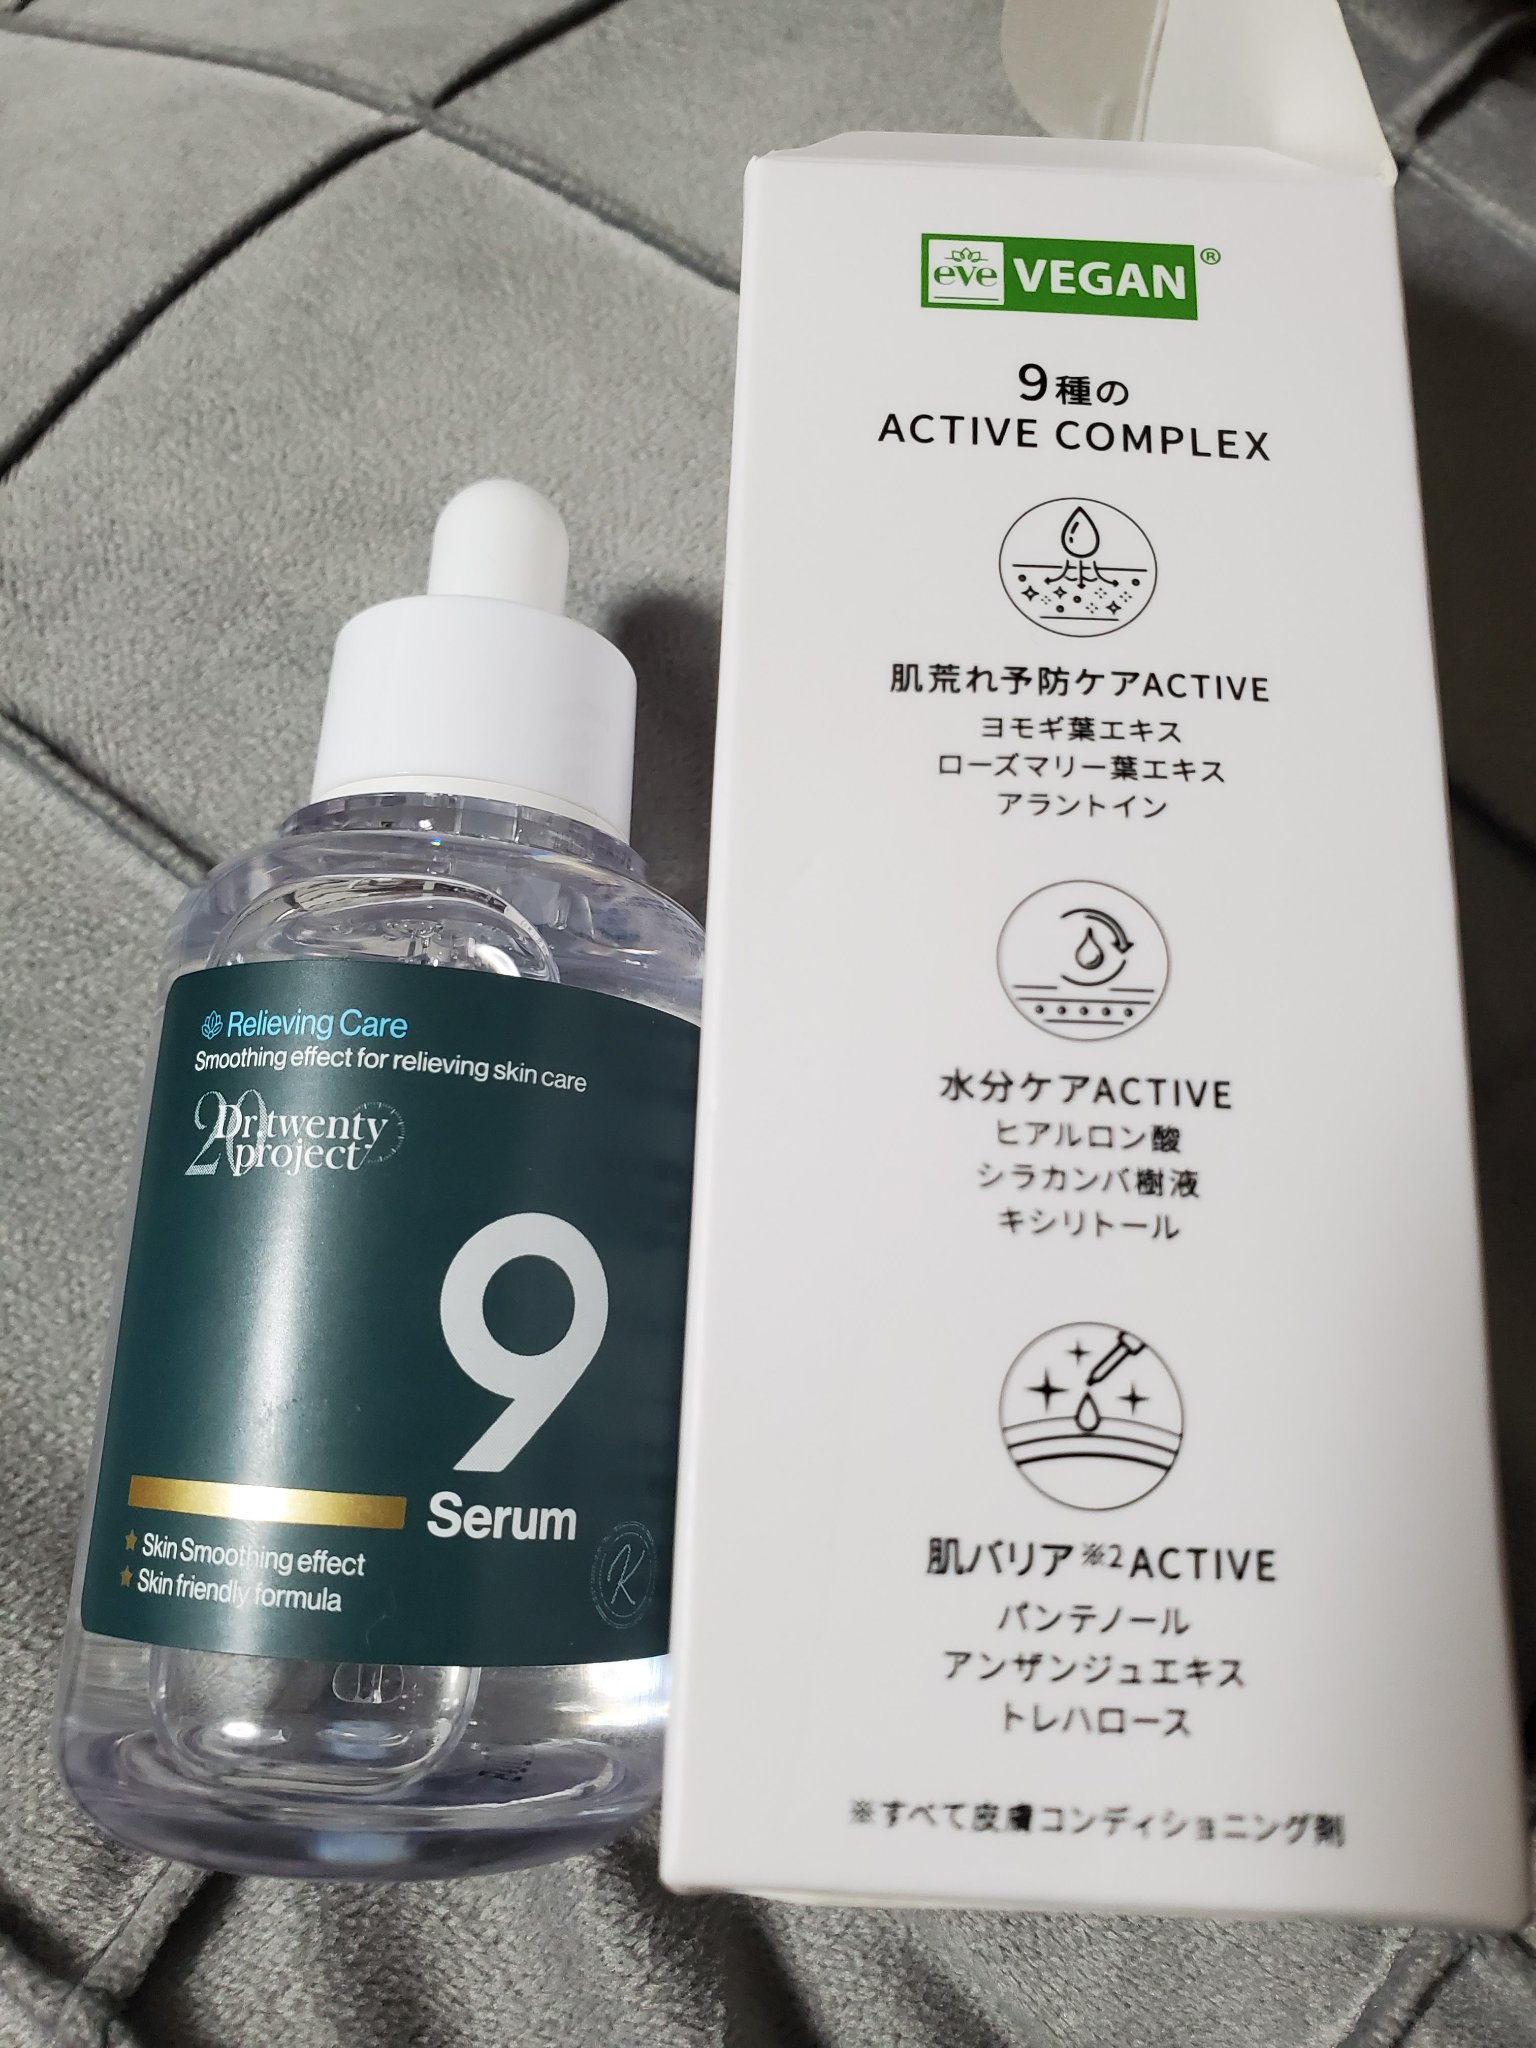 Relieving Care
Smoothing effect for relieving skin care
20
Dr.twenty
project
9
Serum
Skin Smoothing effect
Skin friendly formula
K
eve VEGAN®
9種の
ACTIVE COMPLEX
肌荒れ予防ケアACTIVE
ヨモギ葉エキス
ローズマリー葉エキス
アラントイン
水分ケアACTIVE
ヒアルロン酸
シラカンバ樹液
キシリトール
肌バリア※2ACTIVE
パンテノール
アンザンジュエキス
トレハロース
※すべて皮膚コンディショニング剤